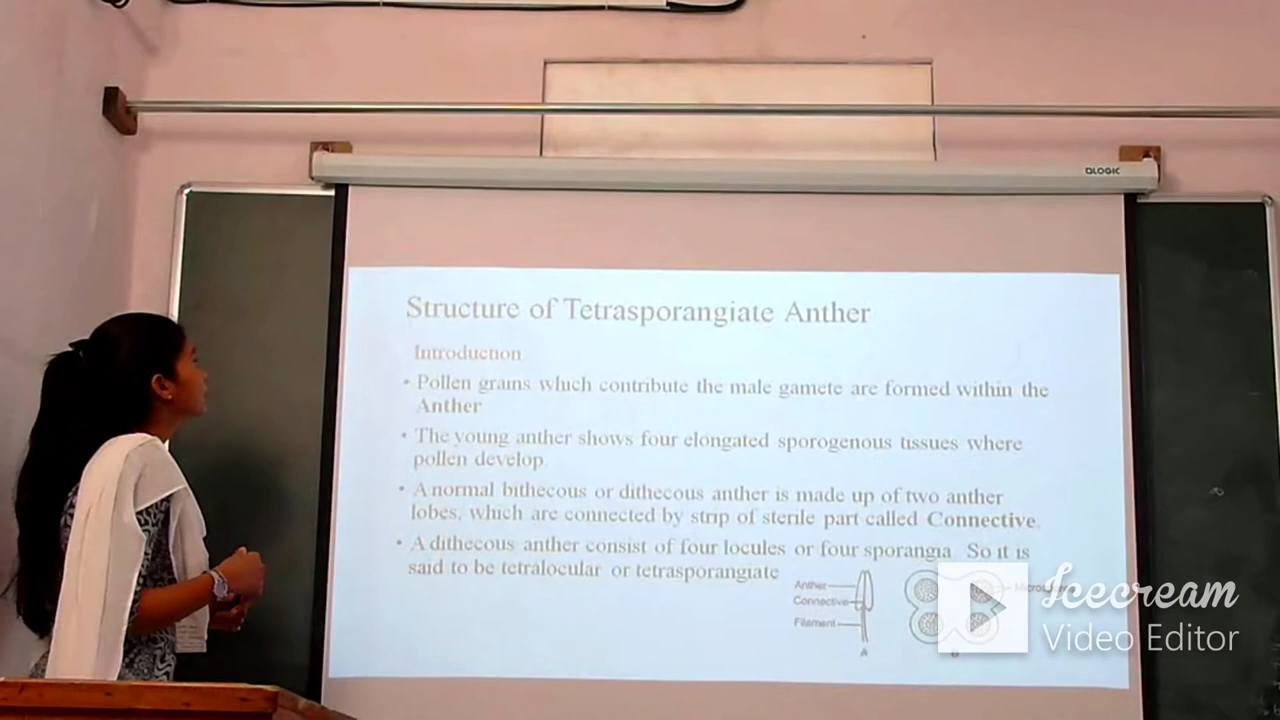 DLOGIC
Structure of Tetrasporangiate Anther
Introduction
• Pollen grains which contribute the male gamete are formed within the
Anther
• The young anther shows four elongated sporogenous tissues where
pollen develop.
• A normal bithecous or dithecous anther is made up of two anther
lobes, which are connected by strip of sterile part called Connective.
• A dithecous anther consist of four locules or four sporangia. So it is
said to be tetralocular or tetrasporangiate
Anther
Connective
Filament
A
B
Icecream
Video Editor